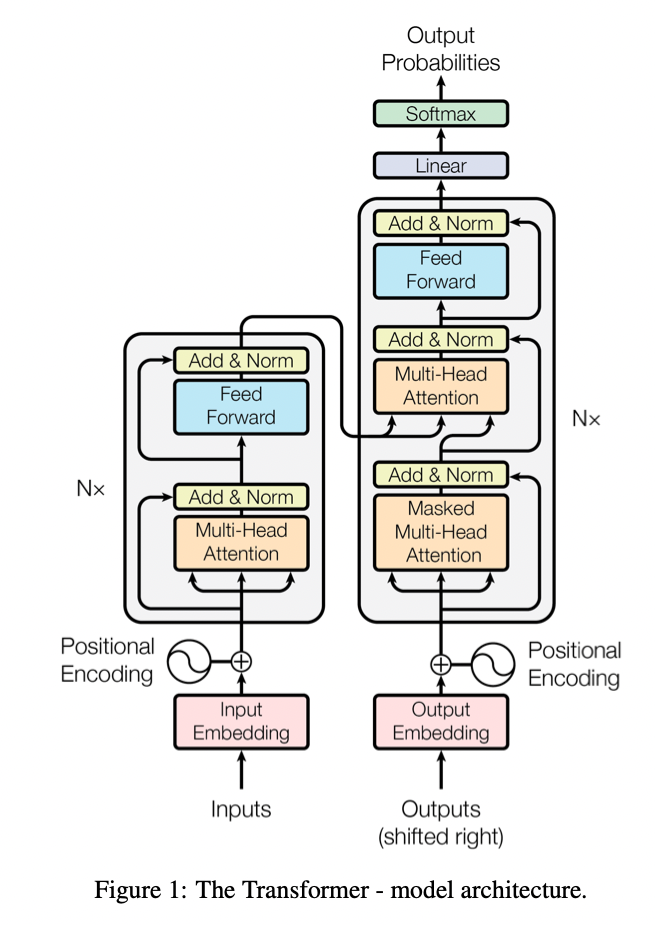 Output
Probabilities
Softmax
Linear
Add & Norm
Feed
Forward
Add & Norm
Multi-Head
Attention
Add & Norm
Masked
Multi-Head
Attention
Nx
Add & Norm
Feed
Forward
Add & Norm
Multi-Head
Attention
Nx
Positional
Encoding
Positional
Encoding
Input
Embedding
Output
Embedding
Inputs
Outputs
(shifted right)
Figure 1: The Transformer - model architecture.